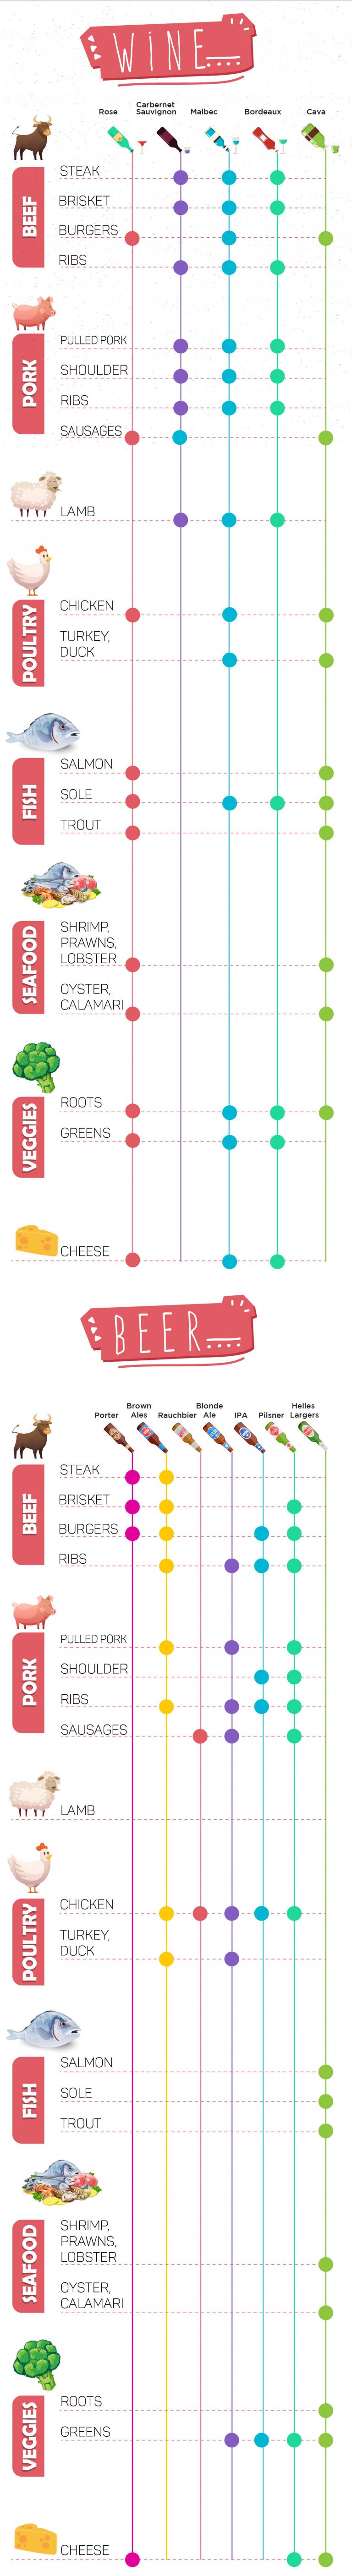 WINE
Rose
Carbernet
Sauvignon
Malbec
Bordeaux
Cava
BEEF
STEAK
BRISKET
BURGERS
RIBS
PORK
PULLED PORK
SHOULDER
RIBS
SAUSAGES
LAMB
POULTRY
CHICKEN
TURKEY,
DUCK
FISH
SALMON
SOLE
TROUT
SEAFOOD
SHRIMP,
PRAWNS,
LOBSTER
OYSTER,
CALAMARI
VEGGIES
ROOTS
GREENS
CHEESE
BEER
Porter
Brown
Ales
Rauchbier
Blonde
Ale
IPA
Pilsner
Helles
Largers
BEEF
STEAK
BRISKET
BURGERS
RIBS
PORK
PULLED PORK
SHOULDER
RIBS
SAUSAGES
LAMB
POULTRY
CHICKEN
TURKEY,
DUCK
FISH
SALMON
SOLE
TROUT
SEAFOOD
SHRIMP,
PRAWNS,
LOBSTER
OYSTER,
CALAMARI
VEGGIES
ROOTS
GREENS
CHEESE